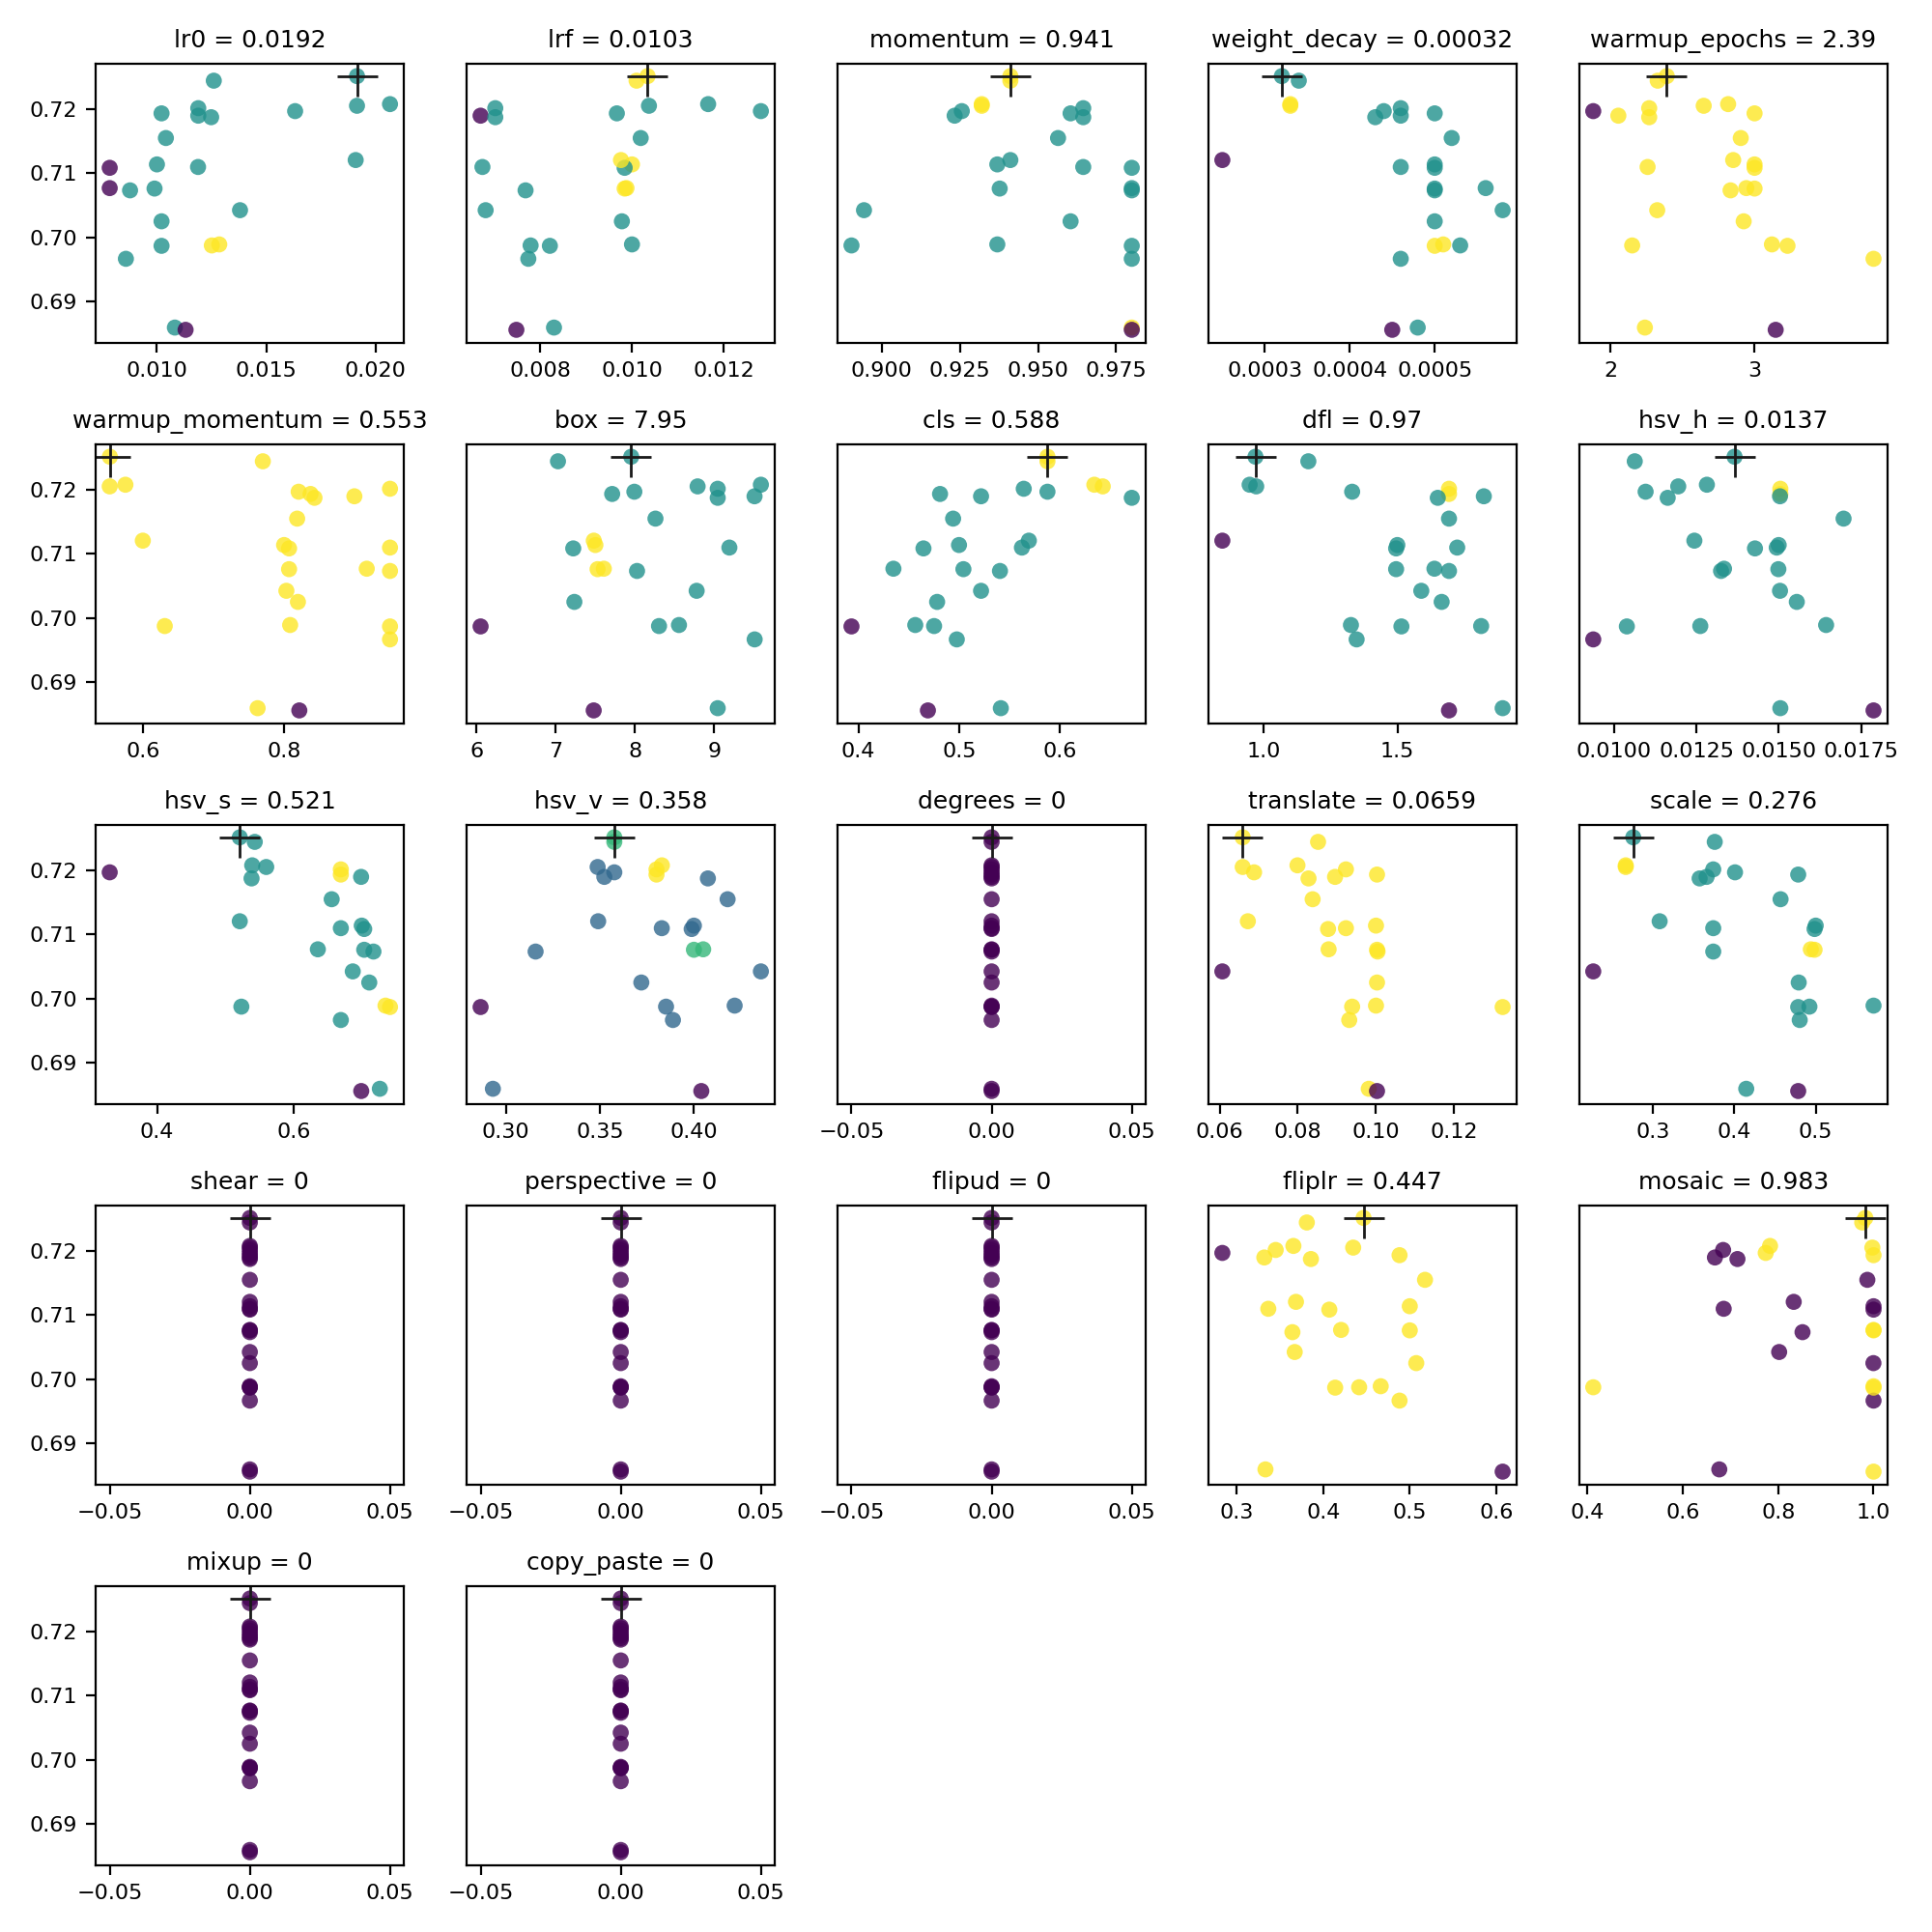 lr0 = 0.0192 lrf = 0.0103 momentum = 0.941 weight_decay = 0.00032 warmup_epochs = 2.39
0.72
0.71
0.70
0.69
0.010 0.015 0.020 0.008 0.010 0.012 0.900 0.925 0.950 0.975 0.0003 0.0004 0.0005 2 3
warmup_momentum = 0.553 box = 7.95 cls = 0.588 dfl = 0.97 hsv_h = 0.0137
0.72
0.71
0.70
0.69
0.6 0.8 6 7 8 9 0.4 0.5 0.6 1.0 1.5 0.0100 0.0125 0.0150 0.0175
hsv_s = 0.521 hsv_v = 0.358 degrees = 0 translate = 0.0659 scale = 0.276
0.72
0.71
0.70
0.69
0.4 0.6 0.30 0.35 0.40 −0.05 0.00 0.05 0.06 0.08 0.10 0.12 0.3 0.4 0.5
shear = 0 perspective = 0 flipud = 0 fliplr = 0.447 mosaic = 0.983
0.72
0.71
0.70
0.69
−0.05 0.00 0.05 −0.05 0.00 0.05 −0.05 0.00 0.05 0.3 0.4 0.5 0.6 0.4 0.6 0.8 1.0
mixup = 0 copy_paste = 0
0.72
0.71
0.70
0.69
−0.05 0.00 0.05 −0.05 0.00 0.05